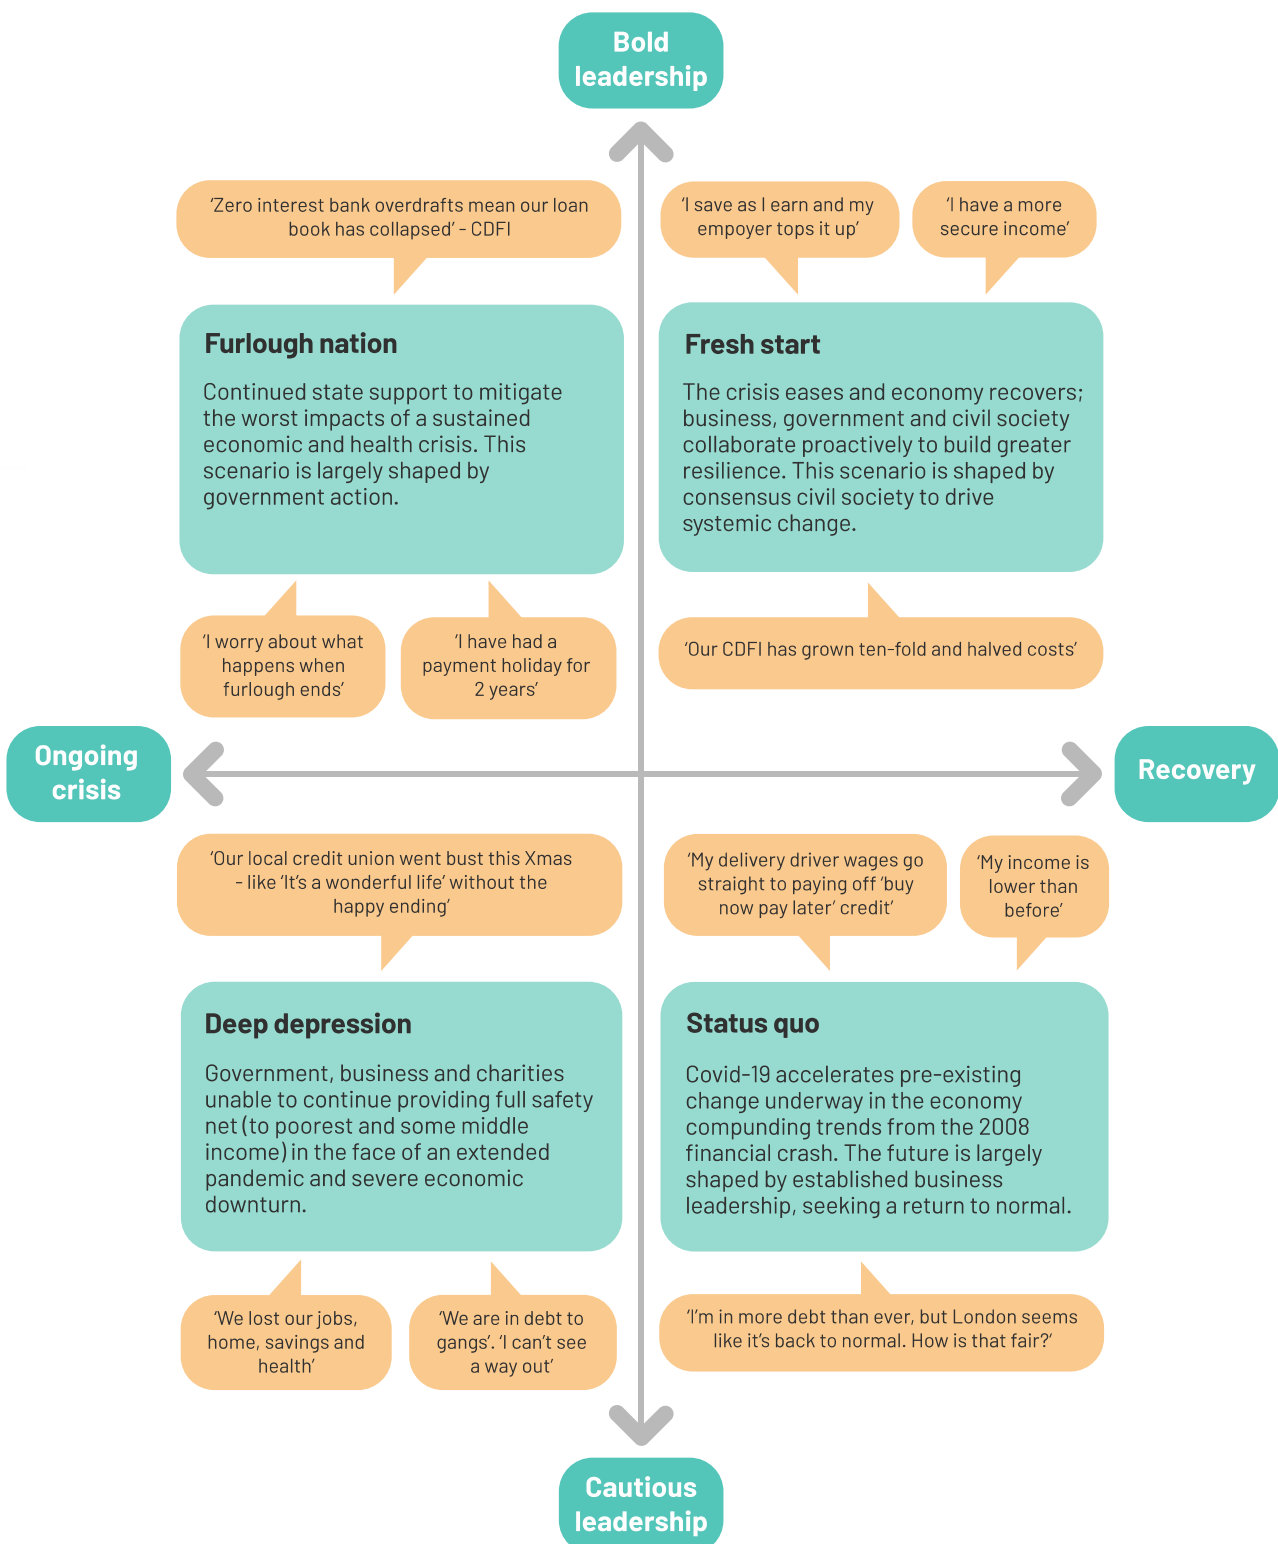 Bold
leadership
‘Zero interest bank overdrafts mean our loan
book has collapsed’ - CDFI
‘I save as I earn and my
empoyer tops it up’
‘I have a more
secure income’
Furlough nation
Continued state support to mitigate
the worst impacts of a sustained
economic and health crisis. This
scenario is largely shaped by
government action.
Fresh start
The crisis eases and economy recovers;
business, government and civil society
collaborate proactively to build greater
resilience. This scenario is shaped by
consensus civil society to drive
systemic change.
‘I worry about what
happens when
furlough ends’
‘I have had a
payment holiday for
2 years’
‘Our CDFI has grown ten-fold and halved costs’
Ongoing
crisis
Recovery
‘Our local credit union went bust this Xmas
- like ‘It’s a wonderful life’ without the
happy ending’
‘My delivery driver wages go
straight to paying off ‘buy
now pay later’ credit’
‘My income is
lower than
before’
Deep depression
Government, business and charities
unable to continue providing full safety
net (to poorest and some middle
income) in the face of an extended
pandemic and severe economic
downturn.
Status quo
Covid-19 accelerates pre-existing
change underway in the economy
compunding trends from the 2008
financial crash. The future is largely
shaped by established business
leadership, seeking a return to normal.
‘We lost our jobs,
home, savings and
health’
‘We are in debt to
gangs’. ‘I can’t see
a way out’
‘I’m in more debt than ever, but London seems
like it’s back to normal. How is that fair?’
Cautious
leadership